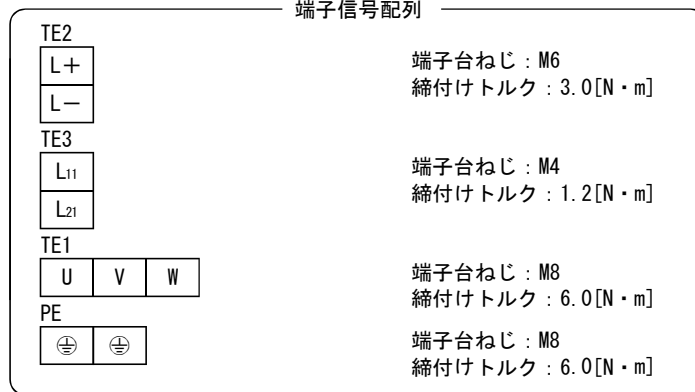 端子信号配列
TE2
L+
L−
端子台ねじ:M6
締付けトルク:3.0[N・m]
TE3
L11
L21
端子台ねじ:M4
締付けトルク:1.2[N・m]
TE1
U V W
端子台ねじ:M8
締付けトルク:6.0[N・m]
PE
端子台ねじ:M8
締付けトルク:6.0[N・m]